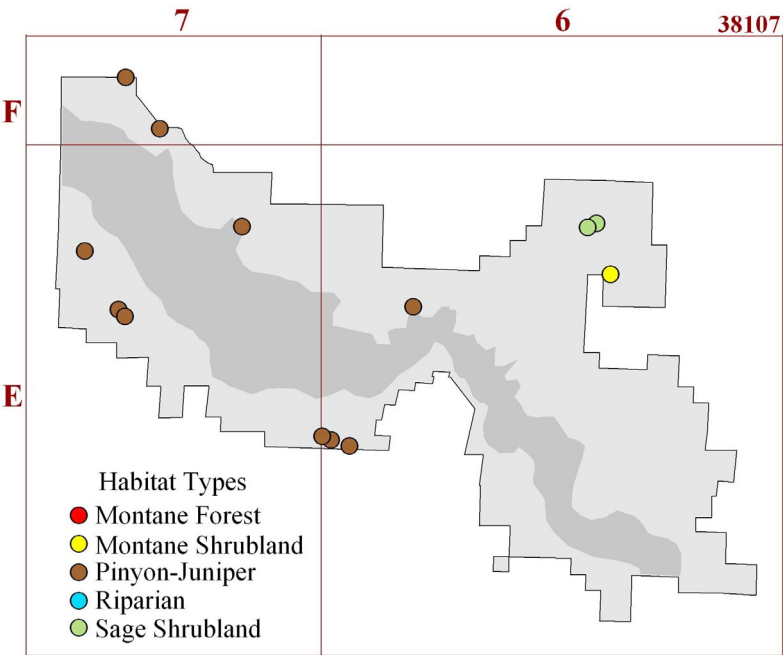 7 6 38107
F
E
Habitat Types
Montane Forest
Montane Shrubland
Pinyon-Juniper
Riparian
Sage Shrubland